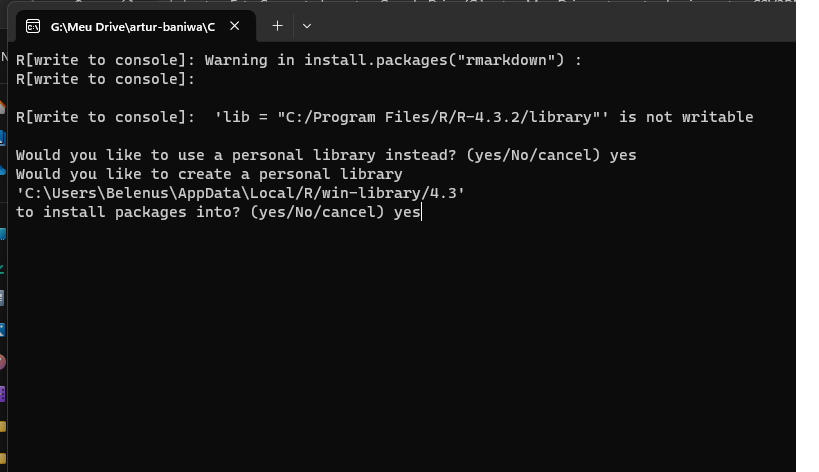 G:\Meu Drive\artur-baniwa\C
R[write to console]: Warning in install.packages("rmarkdown") :
R[write to console]:
R[write to console]:  'lib = "C:/Program Files/R/R-4.3.2/library"' is not writable
Would you like to use a personal library instead? (yes/No/cancel) yes
Would you like to create a personal library
'C:\Users\Belenus\AppData\Local/R/win-library/4.3'
to install packages into? (yes/No/cancel) yes